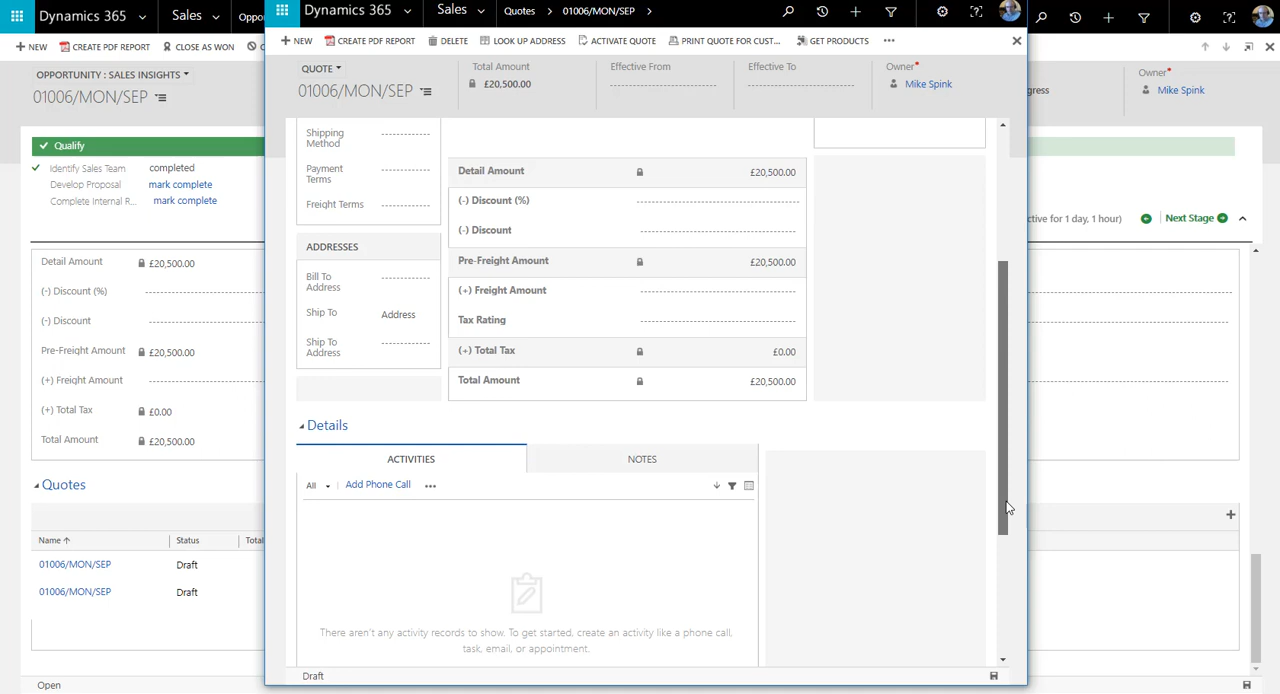 Dynamics 365
Sales
Oppo
NEW
CREATE PDF REPORT
CLOSE AS WON
OPPORTUNITY : SALES INSIGHTS
01006/MON/SEP
Qualify
Identify Sales Team completed
Develop Proposal mark complete
Complete Internal R... mark complete
Detail Amount £20,500.00
(-) Discount (%)
(-) Discount
Pre-Freight Amount £20,500.00
(+) Freight Amount
(+) Total Tax £0.00
Total Amount £20,500.00
Quotes
Name Status Total
01006/MON/SEP Draft
01006/MON/SEP Draft
Open
Dynamics 365
Sales
Quotes
01006/MON/SEP
NEW
CREATE PDF REPORT
DELETE
LOOK UP ADDRESS
ACTIVATE QUOTE
PRINT QUOTE FOR CUST...
GET PRODUCTS
QUOTE
01006/MON/SEP
Total Amount
£20,500.00
Effective From
Effective To
Owner*
Mike Spink
Shipping
Method
Payment
Terms
Freight Terms
ADDRESSES
Bill To
Address
Ship To Address
Ship To
Address
Detail Amount £20,500.00
(-) Discount (%)
(-) Discount
Pre-Freight Amount £20,500.00
(+) Freight Amount
Tax Rating
(+) Total Tax £0.00
Total Amount £20,500.00
Details
ACTIVITIES
NOTES
All
Add Phone Call
There aren't any activity records to show. To get started, create an activity like a phone call,
task, email, or appointment.
Draft
gress
Owner*
Mike Spink
ctive for 1 day, 1 hour)
Next Stage